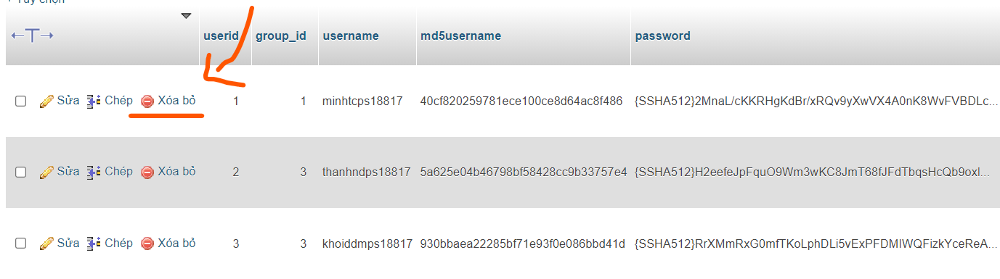 + Tùy chọn
←T→ userid group_id username md5username password
Sửa Chép Xóa bỏ 1 1 minhtcps18817 40cf820259781ece100ce8d64ac8f486 {SSHA512}2MnaL/cKKRHgKdBr/xRQv9yXwVX4A0nK8WvFVBDLc...
Sửa Chép Xóa bỏ 2 3 thanhndps18817 5a625e04b46798bf58428cc9b33757e4 {SSHA512}H2eefeJpFquO9Wm3wKC8JmT68fJFdTbqsHcQb9oxl...
Sửa Chép Xóa bỏ 3 3 khoiddmps18817 930bbaea22285bf71e93f0e086bbd41d {SSHA512}RrXMmRxG0mfTKoLphDLi5vExPFDMIWQFizkYceReA...